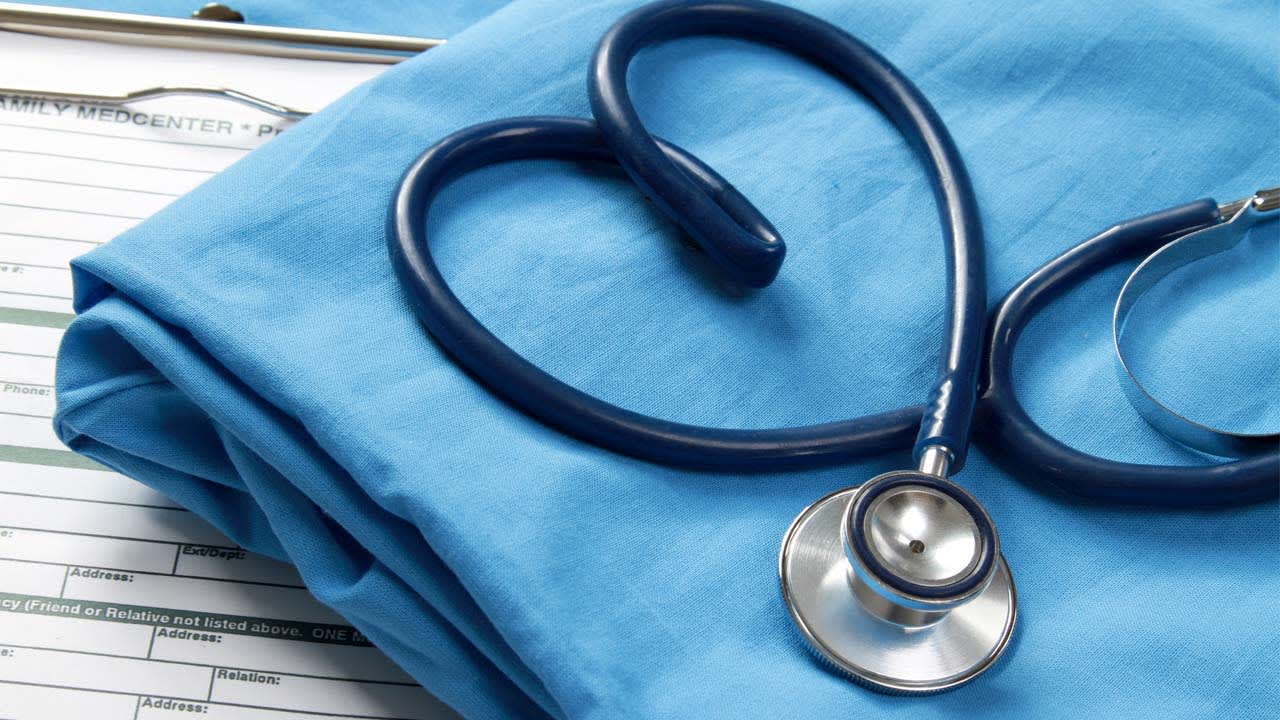 AMILY MEDCENTER * P
e #:
Phone:
e:
Ext/Dept:
Address:
cy (Friend or Relative not listed above. ONE
Address:
e:
Relation:
Address: